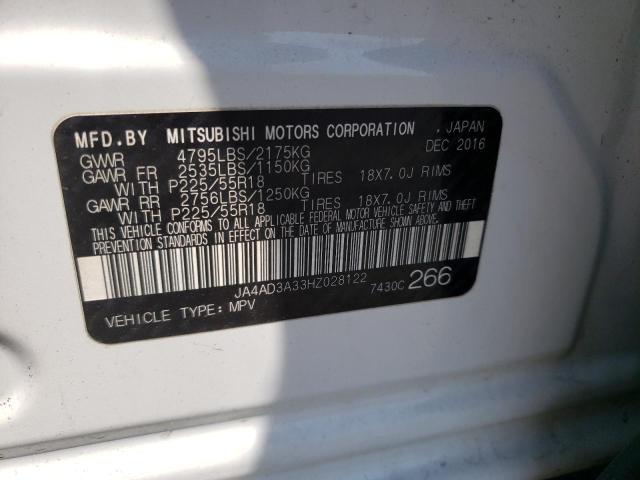 MFD.BY MITSUBISHI MOTORS CORPORATION . JAPAN
GVWR 4795LBS/2175KG DEC 2016
GAWR FR 2535LBS/1150KG
WITH P225/55R18 TIRES 18X7.0J RIMS
GAWR RR 2756LBS/1250KG
WITH P225/55R18 TIRES 18X7.0J RIMS
THIS VEHICLE CONFORMS TO ALL APPLICABLE FEDERAL MOTOR VEHICLE SAFETY AND THEFT
PREVENTION STANDARDS IN EFFECT ON THE DATE OF MANUFACTURE SHOWN ABOVE.
JA4AD3A33HZ028122 7430C 266
VEHICLE TYPE: MPV